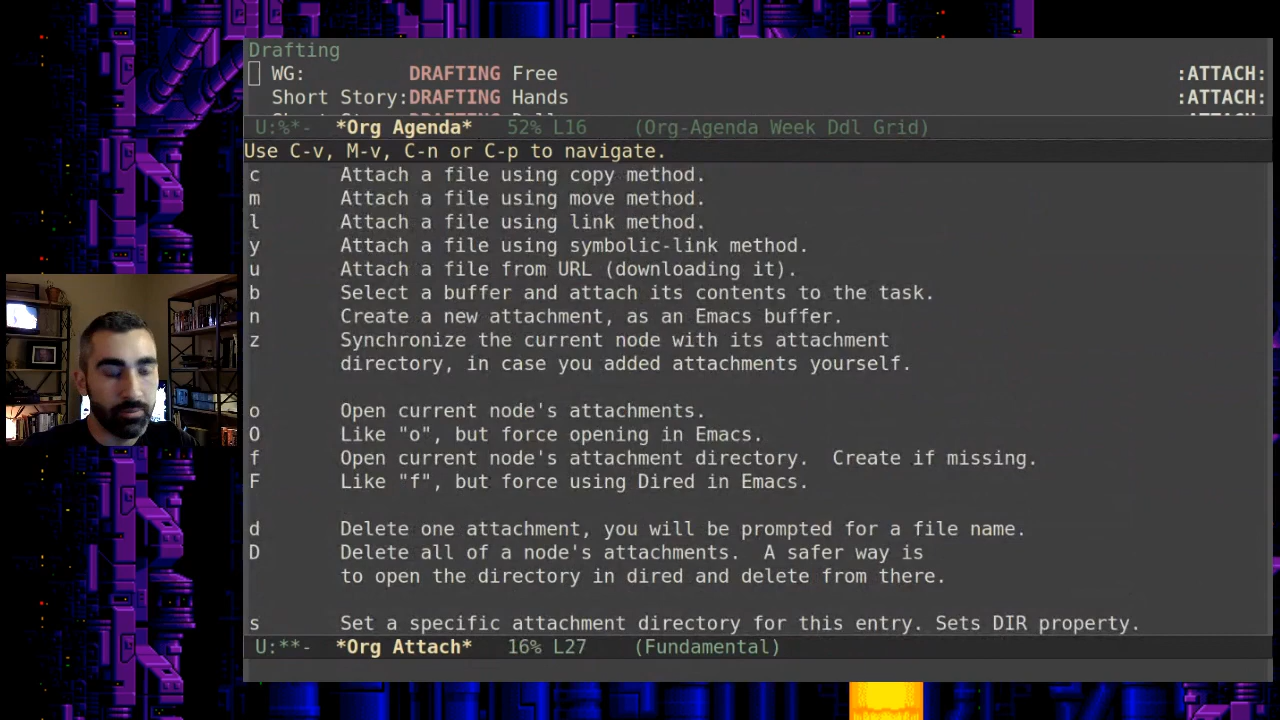 Drafting
WG: DRAFTING Free :ATTACH:
Short Story:DRAFTING Hands :ATTACH:
U:%*- *Org Agenda* 52% L16 (Org-Agenda Week Ddl Grid)
Use C-v, M-v, C-n or C-p to navigate.
c Attach a file using copy method.
m Attach a file using move method.
l Attach a file using link method.
y Attach a file using symbolic-link method.
u Attach a file from URL (downloading it).
b Select a buffer and attach its contents to the task.
n Create a new attachment, as an Emacs buffer.
z Synchronize the current node with its attachment
directory, in case you added attachments yourself.
o Open current node's attachments.
O Like "o", but force opening in Emacs.
f Open current node's attachment directory. Create if missing.
F Like "f", but force using Dired in Emacs.
d Delete one attachment, you will be prompted for a file name.
D Delete all of a node's attachments. A safer way is
to open the directory in dired and delete from there.
s Set a specific attachment directory for this entry. Sets DIR property.
U:**- *Org Attach* 16% L27 (Fundamental)